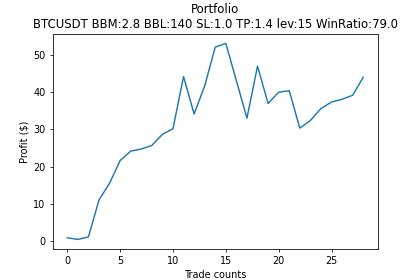 Portfolio
BTCUSDT BBM:2.8 BBL:140 SL:1.0 TP:1.4 lev:15 WinRatio:79.0
50
40
30
20
10
0
Profit ($)
0 5 10 15 20 25
Trade counts